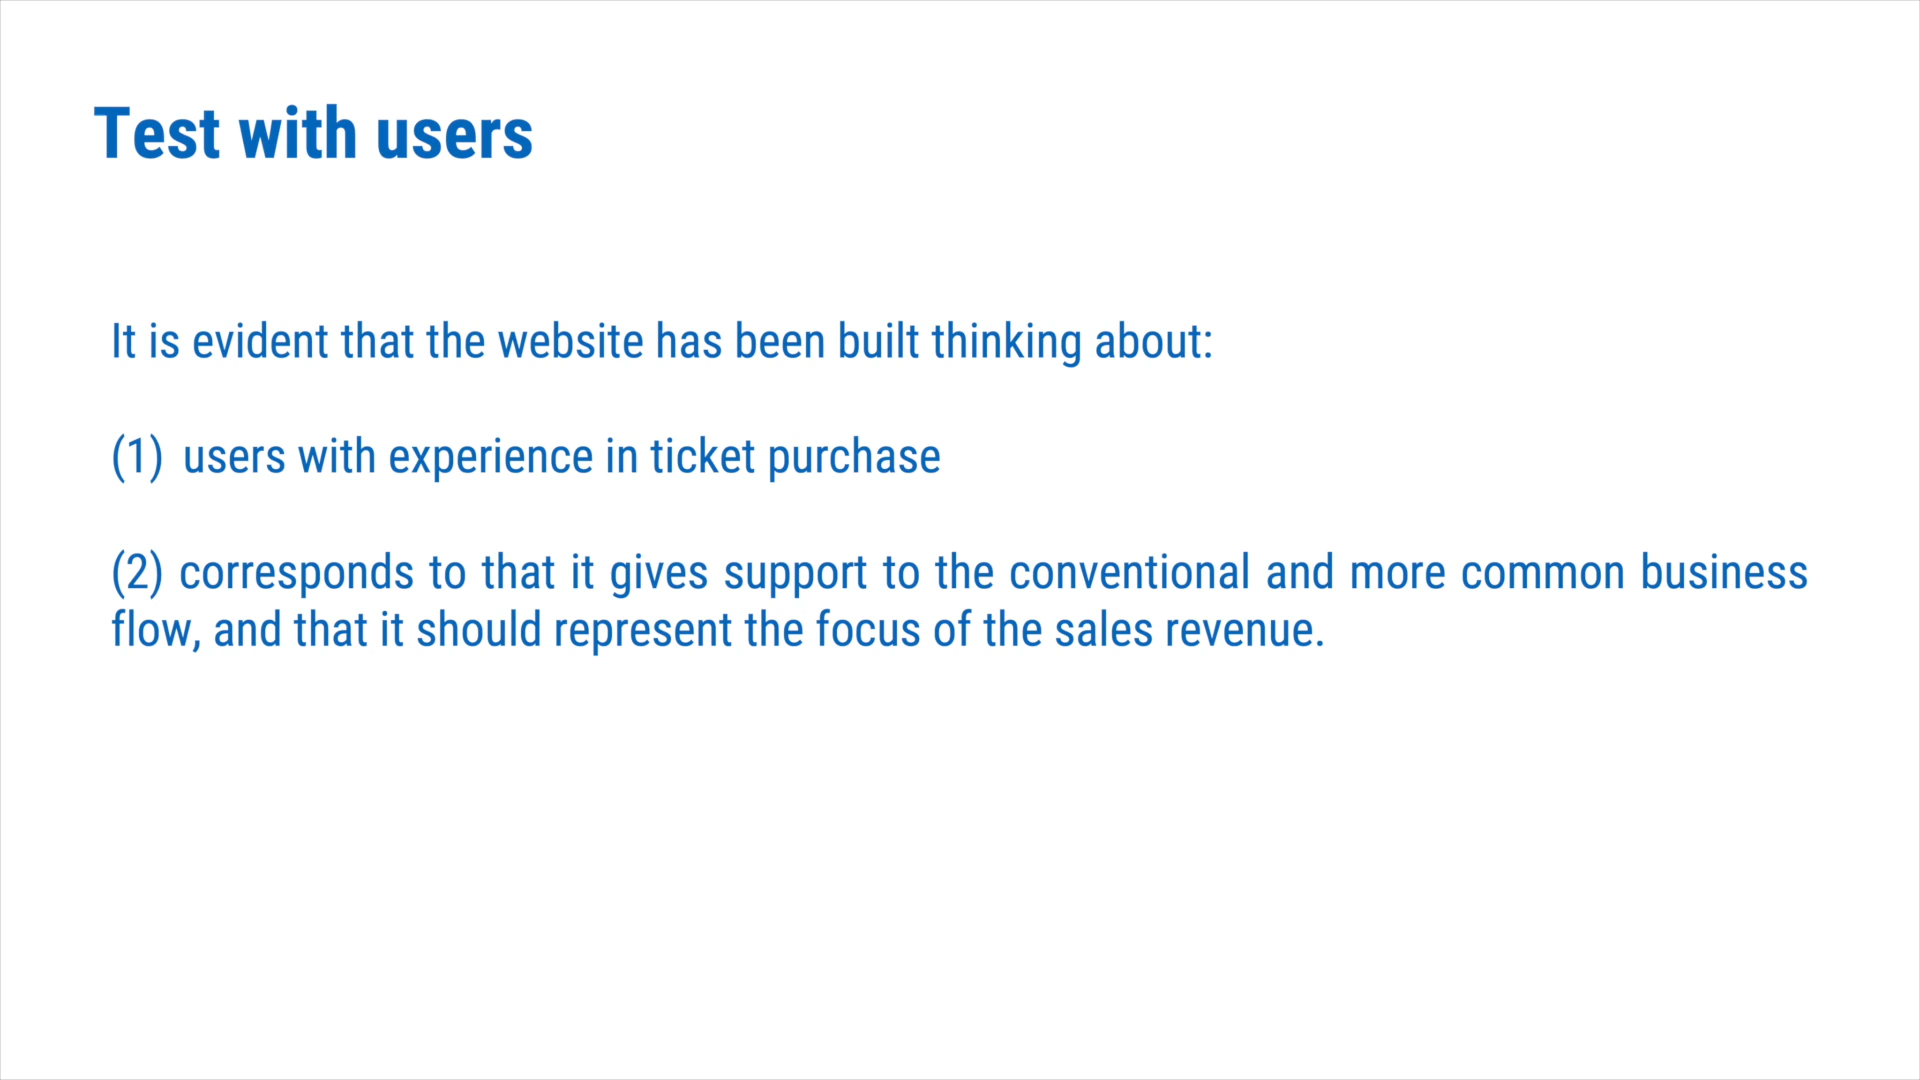 Test with users
It is evident that the website has been built thinking about:
(1) users with experience in ticket purchase
(2) corresponds to that it gives support to the conventional and more common business
flow, and that it should represent the focus of the sales revenue.